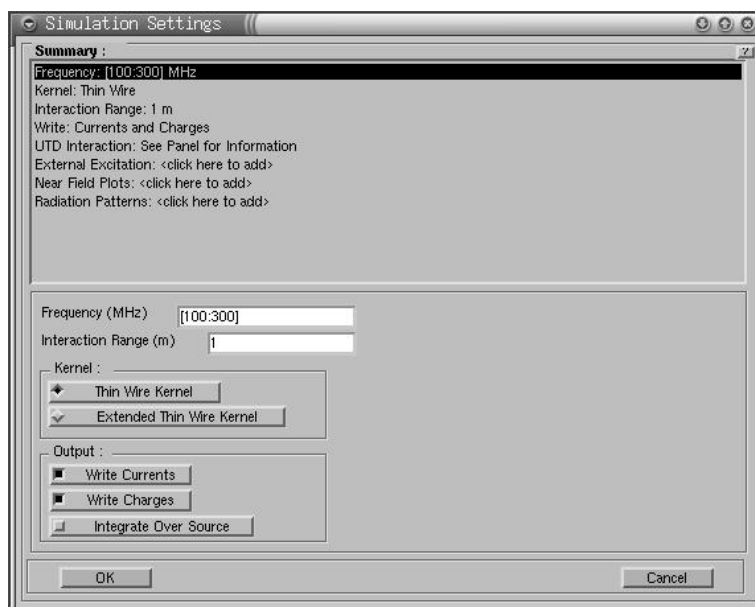 Simulation Settings
Summary :
?
Frequency: [100:300] MHz
Kernel: Thin Wire
Interaction Range: 1 m
Write: Currents and Charges
UTD Interaction: See Panel for Information
External Excitation: <click here to add>
Near Field Plots: <click here to add>
Radiation Patterns: <click here to add>
Frequency (MHz) [100:300]
Interaction Range (m) 1
Kernel :
Thin Wire Kernel
Extended Thin Wire Kernel
Output :
Write Currents
Write Charges
Integrate Over Source
OK Cancel